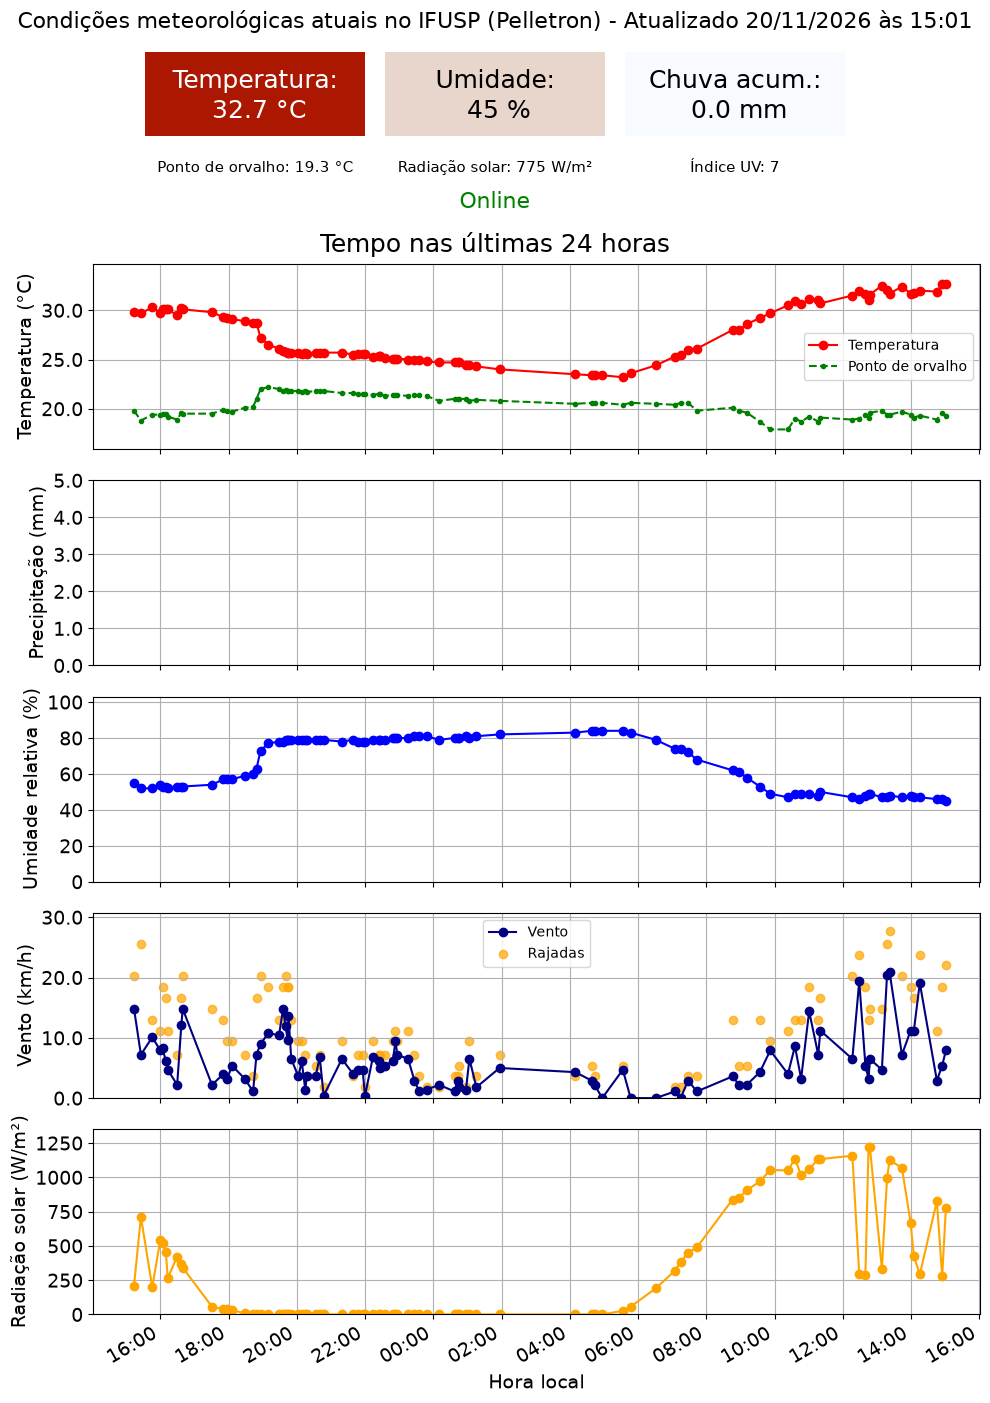 Condições meteorológicas atuais no IFUSP (Pelletron) - Atualizado 20/11/2026 às 15:01
Temperatura:
32.7 °C
Umidade:
45 %
Chuva acum.:
0.0 mm
Ponto de orvalho: 19.3 °C
Radiação solar: 775 W/m²
Índice UV: 7
Online
Tempo nas últimas 24 horas
Temperatura (°C)
30.0
25.0
20.0
Temperatura
Ponto de orvalho
Precipitação (mm)
5.0
4.0
3.0
2.0
1.0
0.0
Umidade relativa (%)
100
80
60
40
20
0
Vento (km/h)
30.0
20.0
10.0
0.0
Vento
Rajadas
Radiação solar (W/m²)
1250
1000
750
500
250
0
16:00
18:00
20:00
22:00
00:00
02:00
04:00
06:00
08:00
10:00
12:00
14:00
16:00
Hora local